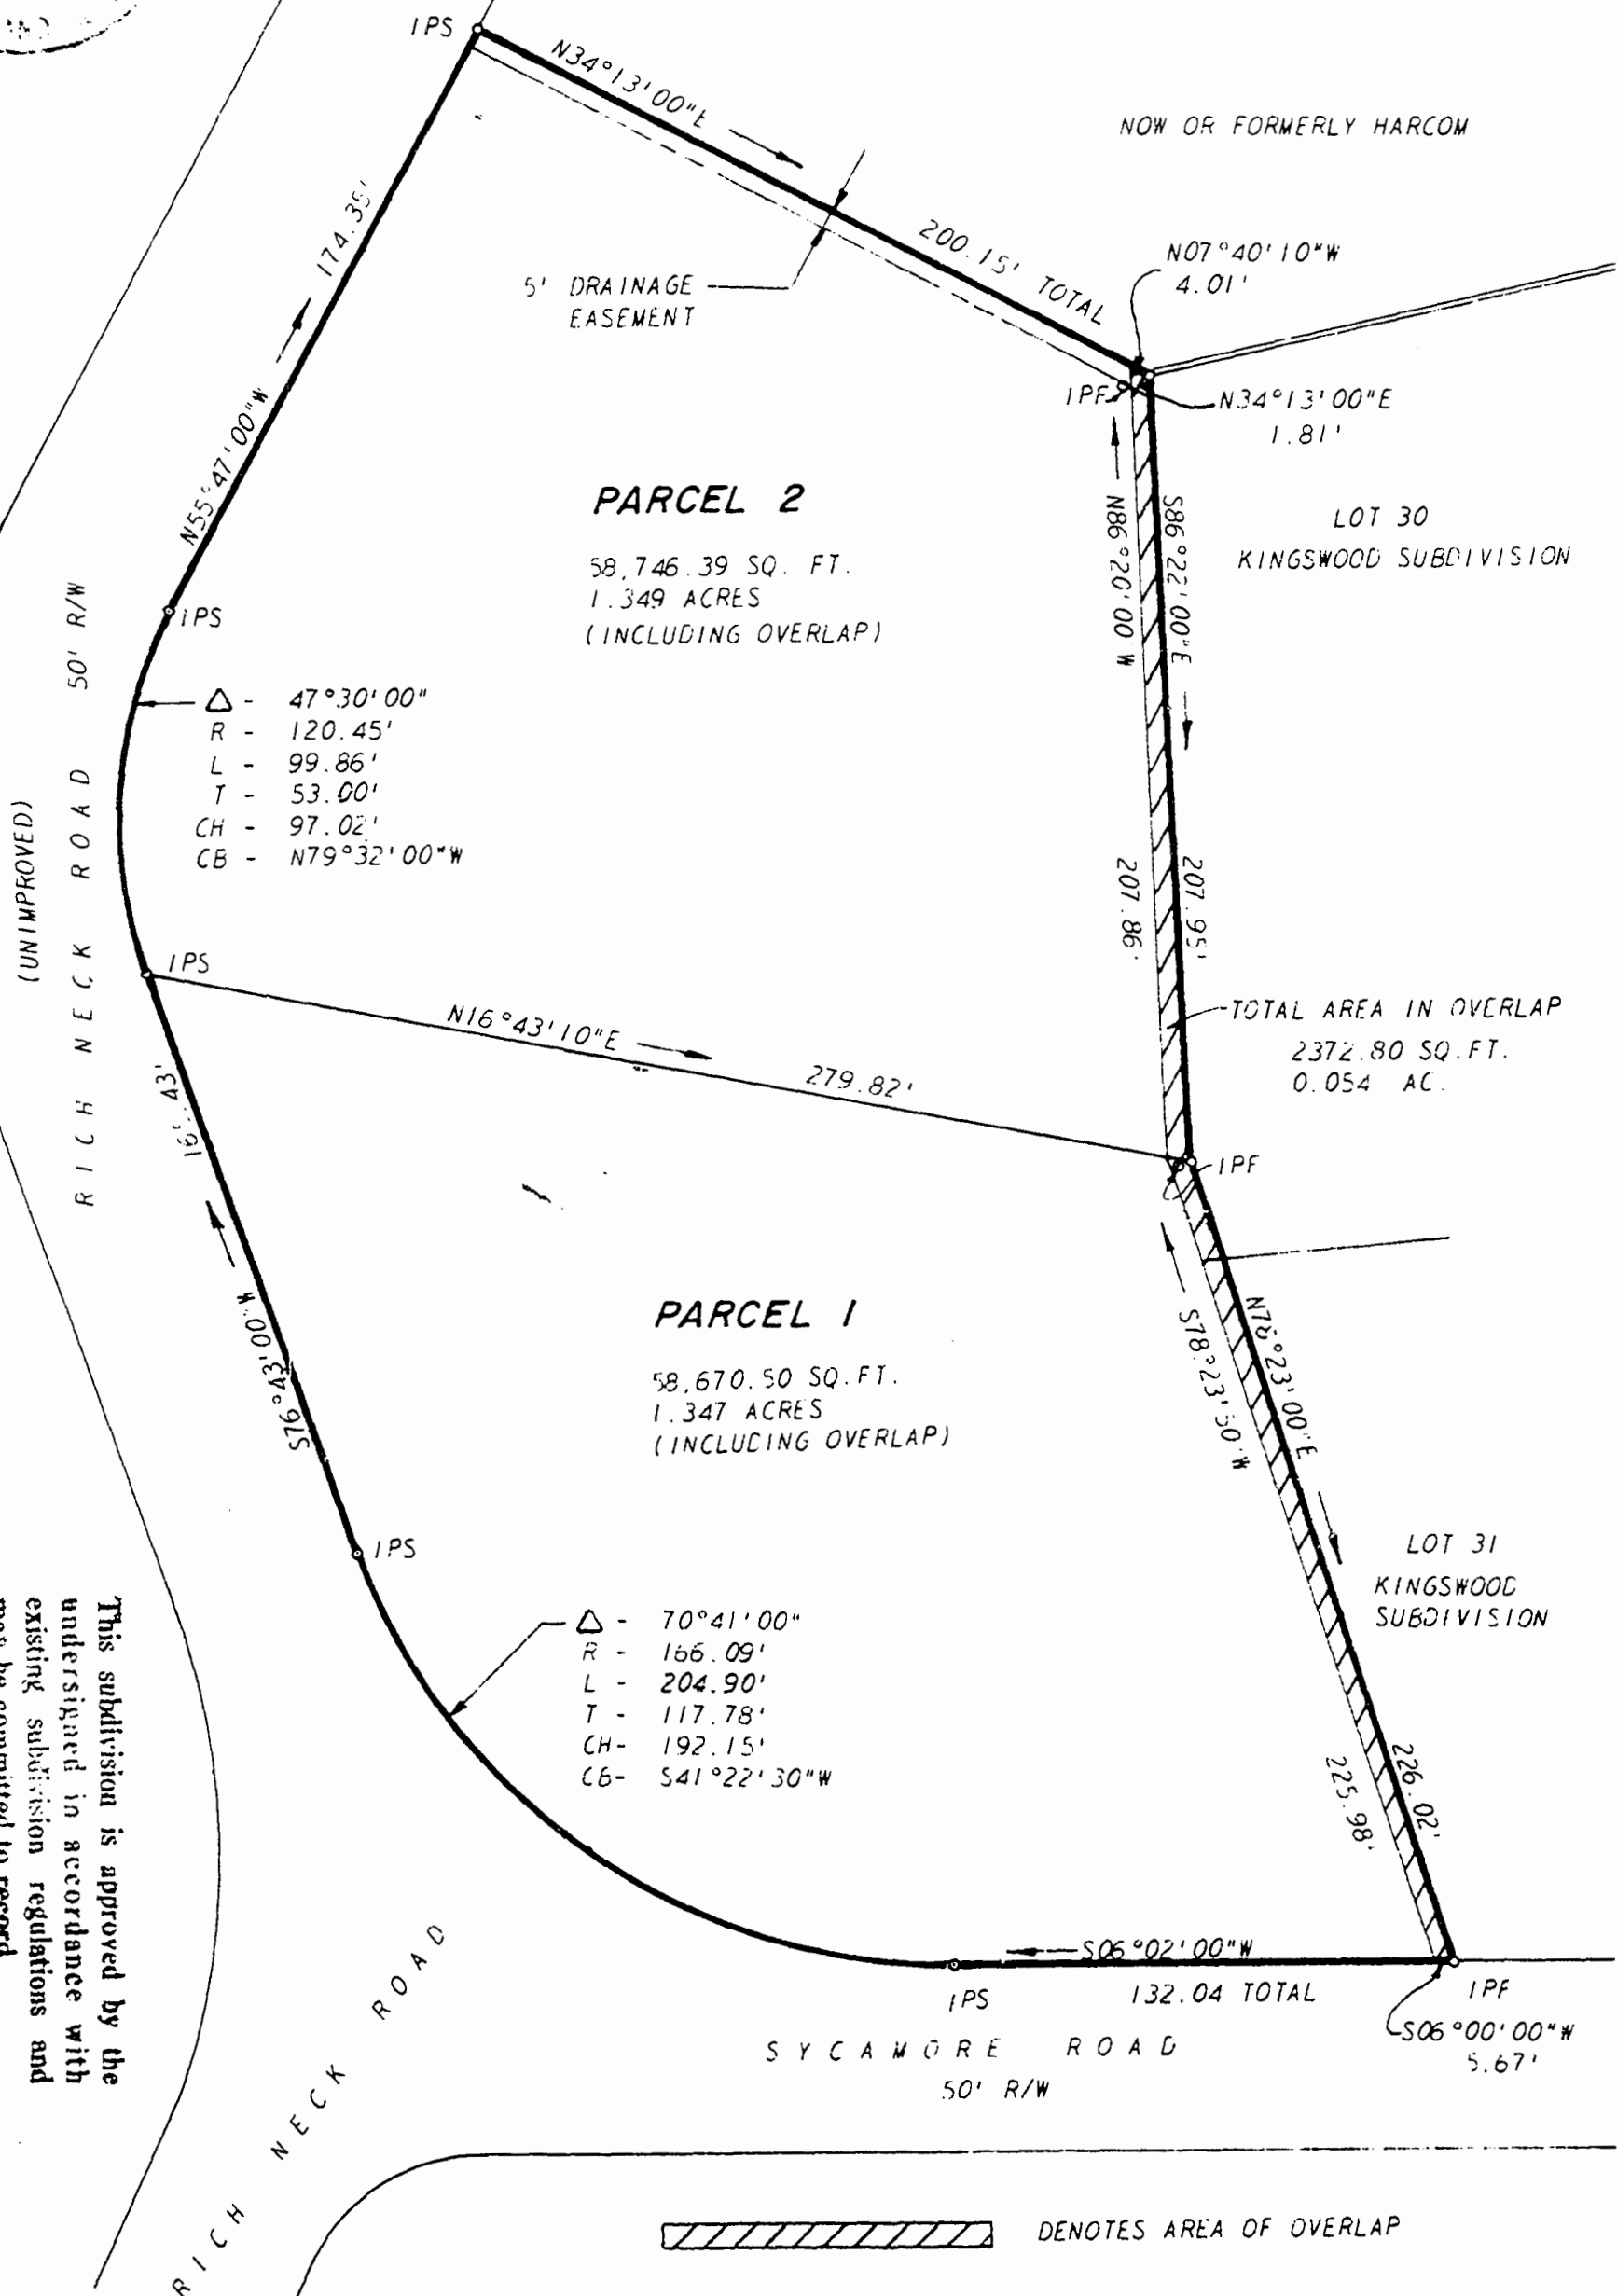 IPS
N34°13'00"E
NOW OR FORMERLY HARCOM
174.35'
200.15' TOTAL
N07°40'10"W
4.01'
5' DRAINAGE
EASEMENT
IPF
N34°13'00"E
1.81'
N55°47'00"W
PARCEL 2
58,746.39 SQ. FT.
1.349 ACRES
(INCLUDING OVERLAP)
N86°20'00"W
S86°22'00"E
LOT 30
KINGSWOOD SUBDIVISION
IPS
RICH NECK ROAD 50' R/W
(UNIMPROVED)
Δ - 47°30'00"
R - 120.45'
L - 99.86'
T - 53.00'
CH - 97.02'
CB - N79°32'00"W
207.86'
207.95'
IPS
N16°43'10"E
279.82'
TOTAL AREA IN OVERLAP
2372.80 SQ.FT.
0.054 AC.
IPF
S76°43'00"W
PARCEL 1
58,670.50 SQ.FT.
1.347 ACRES
(INCLUDING OVERLAP)
S78°23'50"W
23'00"E
IPS
LOT 31
KINGSWOOD
SUBDIVISION
Δ - 70°41'00"
R - 166.09'
L - 204.90'
T - 117.78'
CH- 192.15'
CB- S41°22'30"W
226.02'
225.98'
This subdivision is approved by the
undersigned in accordance with
existing subdivision regulations and
be committed to record
S06°02'00"W
IPS
132.04 TOTAL
IPF
S06°00'00"W
5.67'
SYCAMORE ROAD
50' R/W
RICH NECK ROAD
DENOTES AREA OF OVERLAP